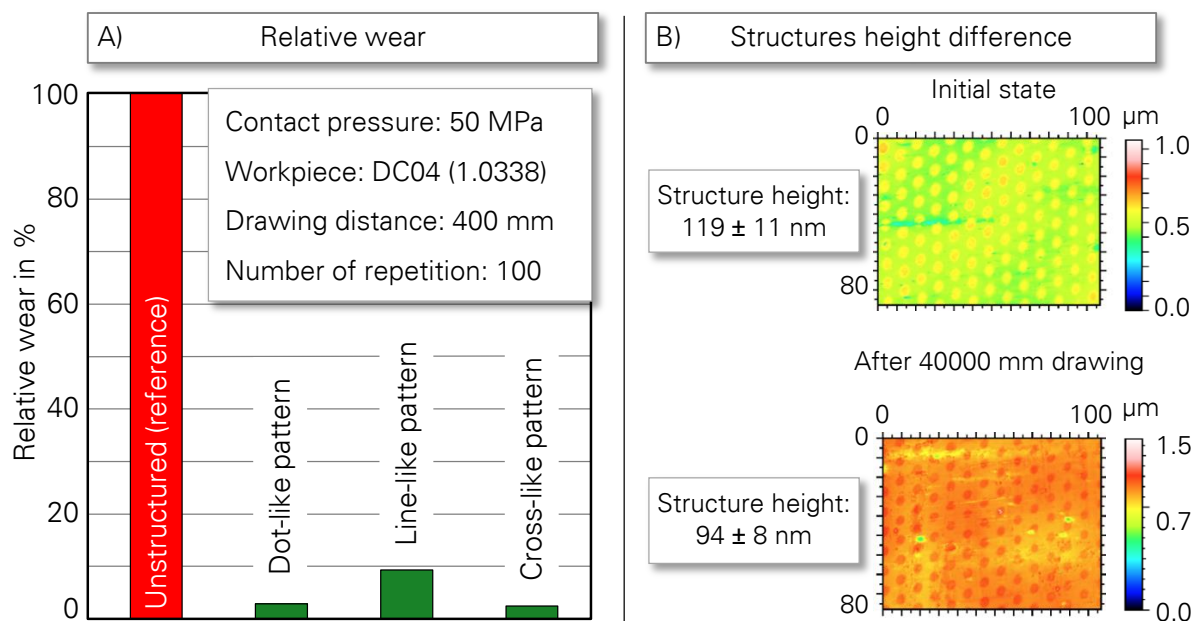 A) Relative wear
Relative wear in %
100
80
60
40
20
0
Contact pressure: 50 MPa
Workpiece: DC04 (1.0338)
Drawing distance: 400 mm
Number of repetition: 100
Unstructured (reference)
Dot-like pattern
Line-like pattern
Cross-like pattern
B) Structures height difference
Initial state
0 100 µm
0
80
1.0
0.5
0.0
Structure height:
119 ± 11 nm
After 40000 mm drawing
0 100 µm
0
80
1.5
0.7
0.0
Structure height:
94 ± 8 nm